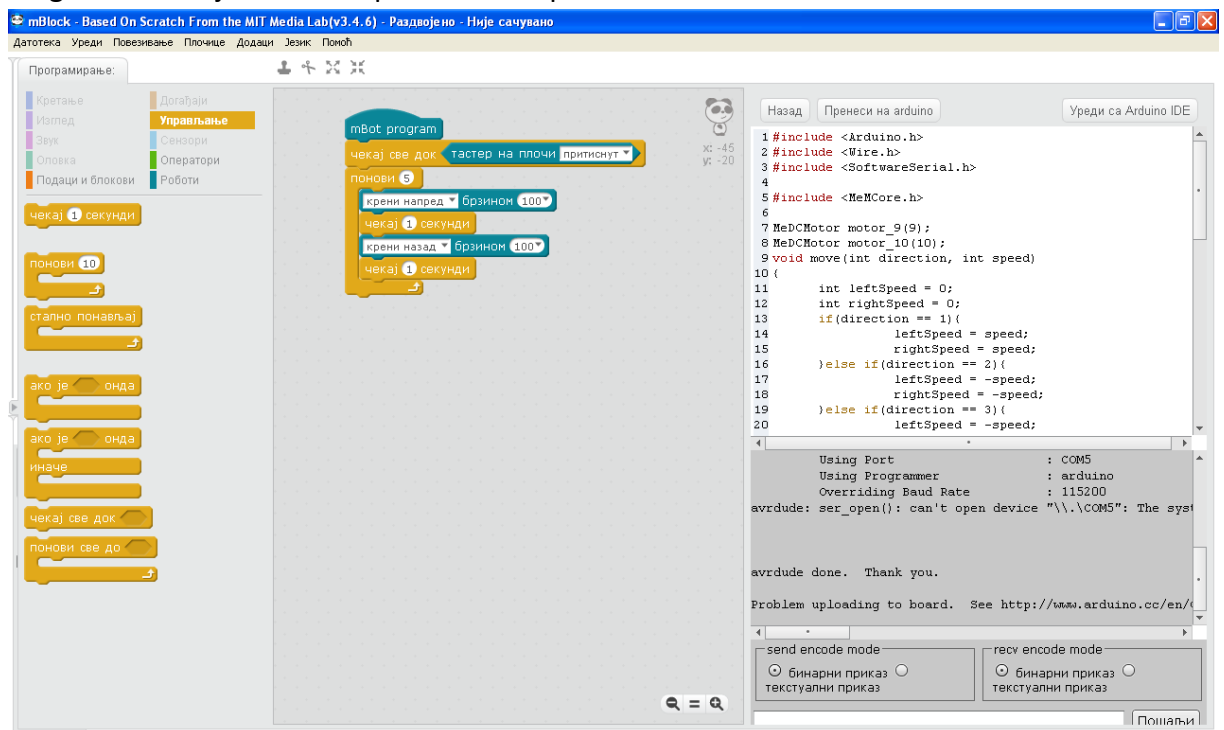 mBlock - Based On Scratch From the MIT Media Lab(v3.4.6) - Раздвојено - Није сачувано
Датотека Уреди Повезивање Плочице Додаци Језик Помоћ
Програмирање:
Кретање
Изглед
Звук
Оловка
Подаци и блокови
Догађаји
Управљање
Сензори
Оператори
Роботи
чекај 1 секунди
понови 10
стално понављај
ако је онда
ако је онда
иначе
чекај све док
понови све до
mBot program
чекај све док тастер на плочи притиснут
понови 5
крени напред брзином 100
чекај 1 секунди
крени назад брзином 100
чекај 1 секунди
x: -45
y: -20
Назад Пренеси на arduino Уреди са Arduino IDE
1 #include <Arduino.h>
2 #include <Wire.h>
3 #include <SoftwareSerial.h>
4
5 #include <MeMCore.h>
6
7 MeDCMotor motor_9(9);
8 MeDCMotor motor_10(10);
9 void move(int direction, int speed)
10 {
11 int leftSpeed = 0;
12 int rightSpeed = 0;
13 if(direction == 1){
14 leftSpeed = speed;
15 rightSpeed = speed;
16 }else if(direction == 2){
17 leftSpeed = -speed;
18 rightSpeed = -speed;
19 }else if(direction == 3){
20 leftSpeed = -speed;
Using Port : COM5
Using Programmer : arduino
Overriding Baud Rate : 115200
avrdude: ser_open(): can't open device "\\.\COM5": The syst
avrdude done. Thank you.
Problem uploading to board. See http://www.arduino.cc/en/
send encode mode
бинарни приказ
текстуални приказ
recv encode mode
бинарни приказ
текстуални приказ
Пошаљи